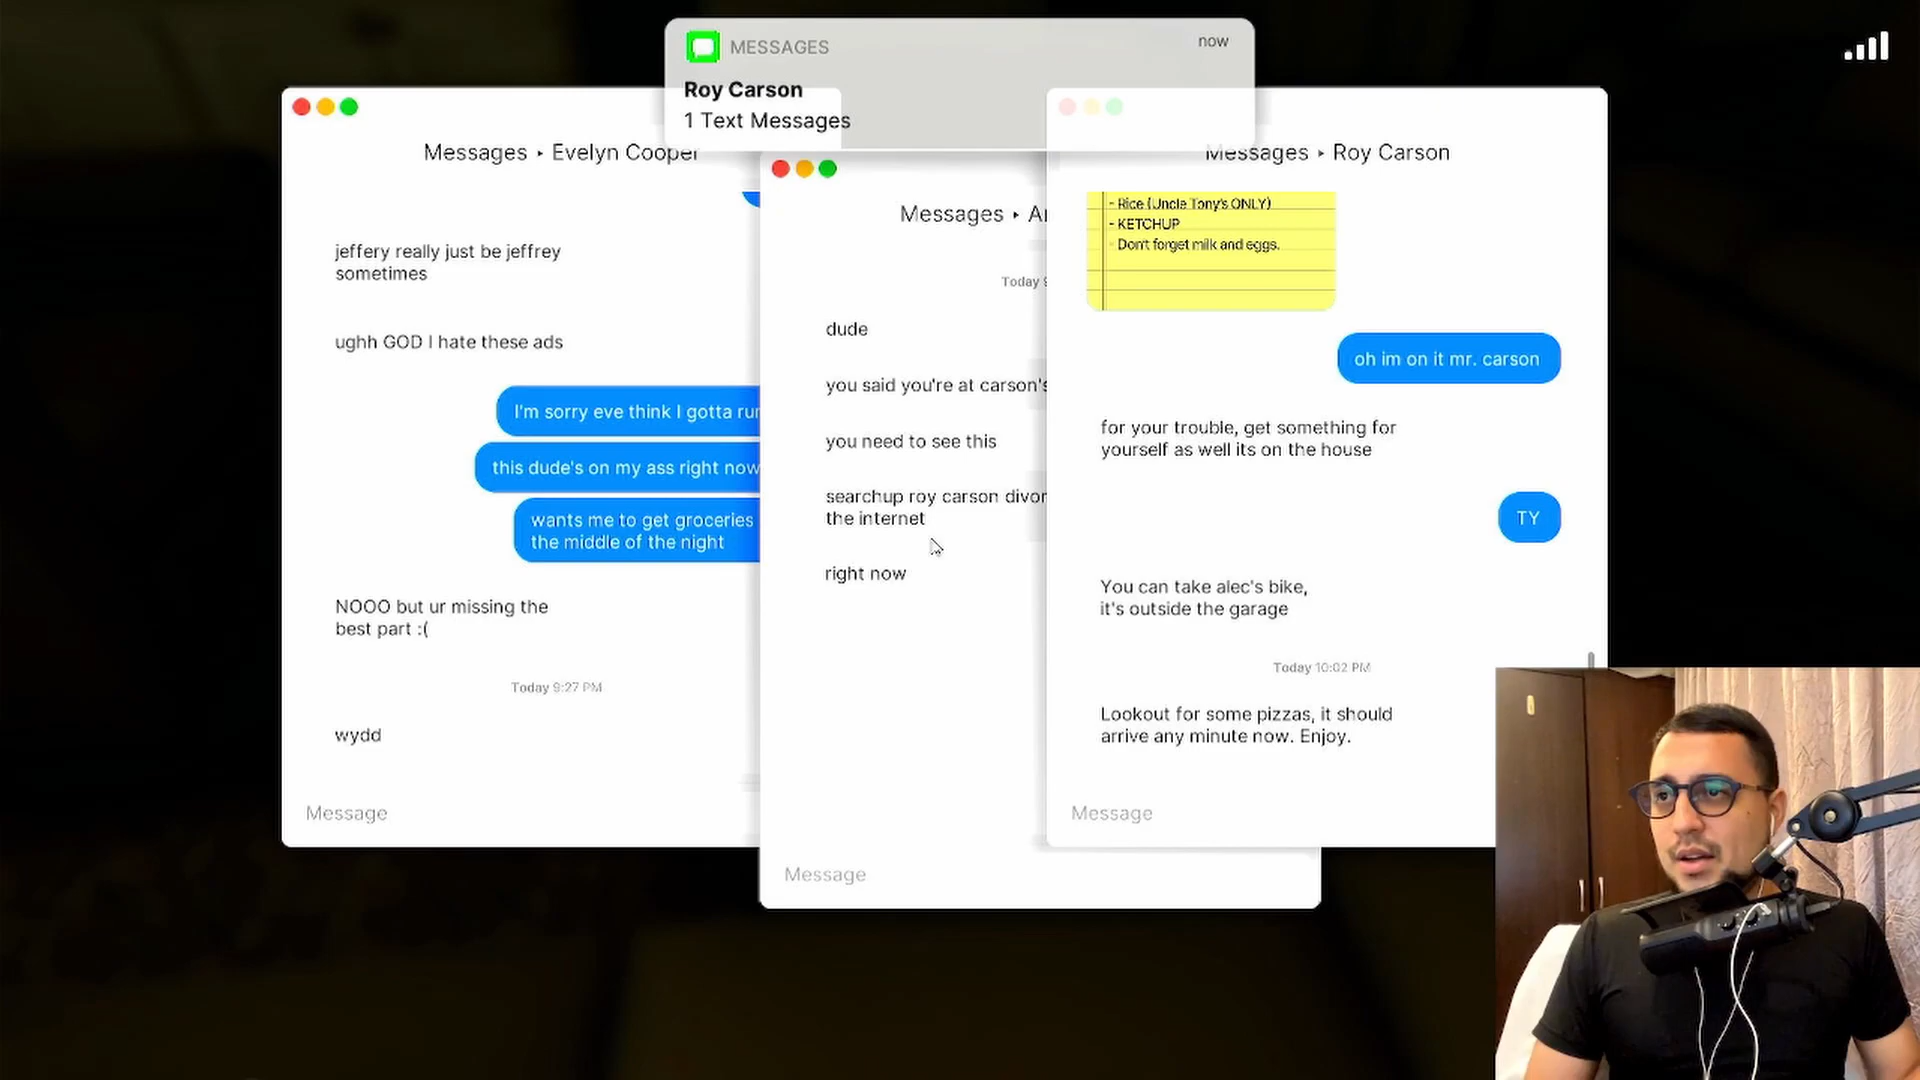 MESSAGES
now
Roy Carson
1 Text Messages
Messages ▸ Evelyn Cooper
jeffery really just be jeffrey
sometimes
ughh GOD I hate these ads
I'm sorry eve think I gotta run
this dude's on my ass right now
wants me to get groceries
the middle of the night
NOOO but ur missing the
best part :(
Today 9:27 PM
wydd
Message
Messages ▸
Today
dude
you said you're at carson's
you need to see this
searchup roy carson
the internet
right now
Message
Messages ▸ Roy Carson
- Rice (Uncle Tony's ONLY)
- KETCHUP
- Don't forget milk and eggs.
oh im on it mr. carson
for your trouble, get something for
yourself as well its on the house
TY
You can take alec's bike,
it's outside the garage
Today 10:02 PM
Lookout for some pizzas, it should
arrive any minute now. Enjoy.
Message